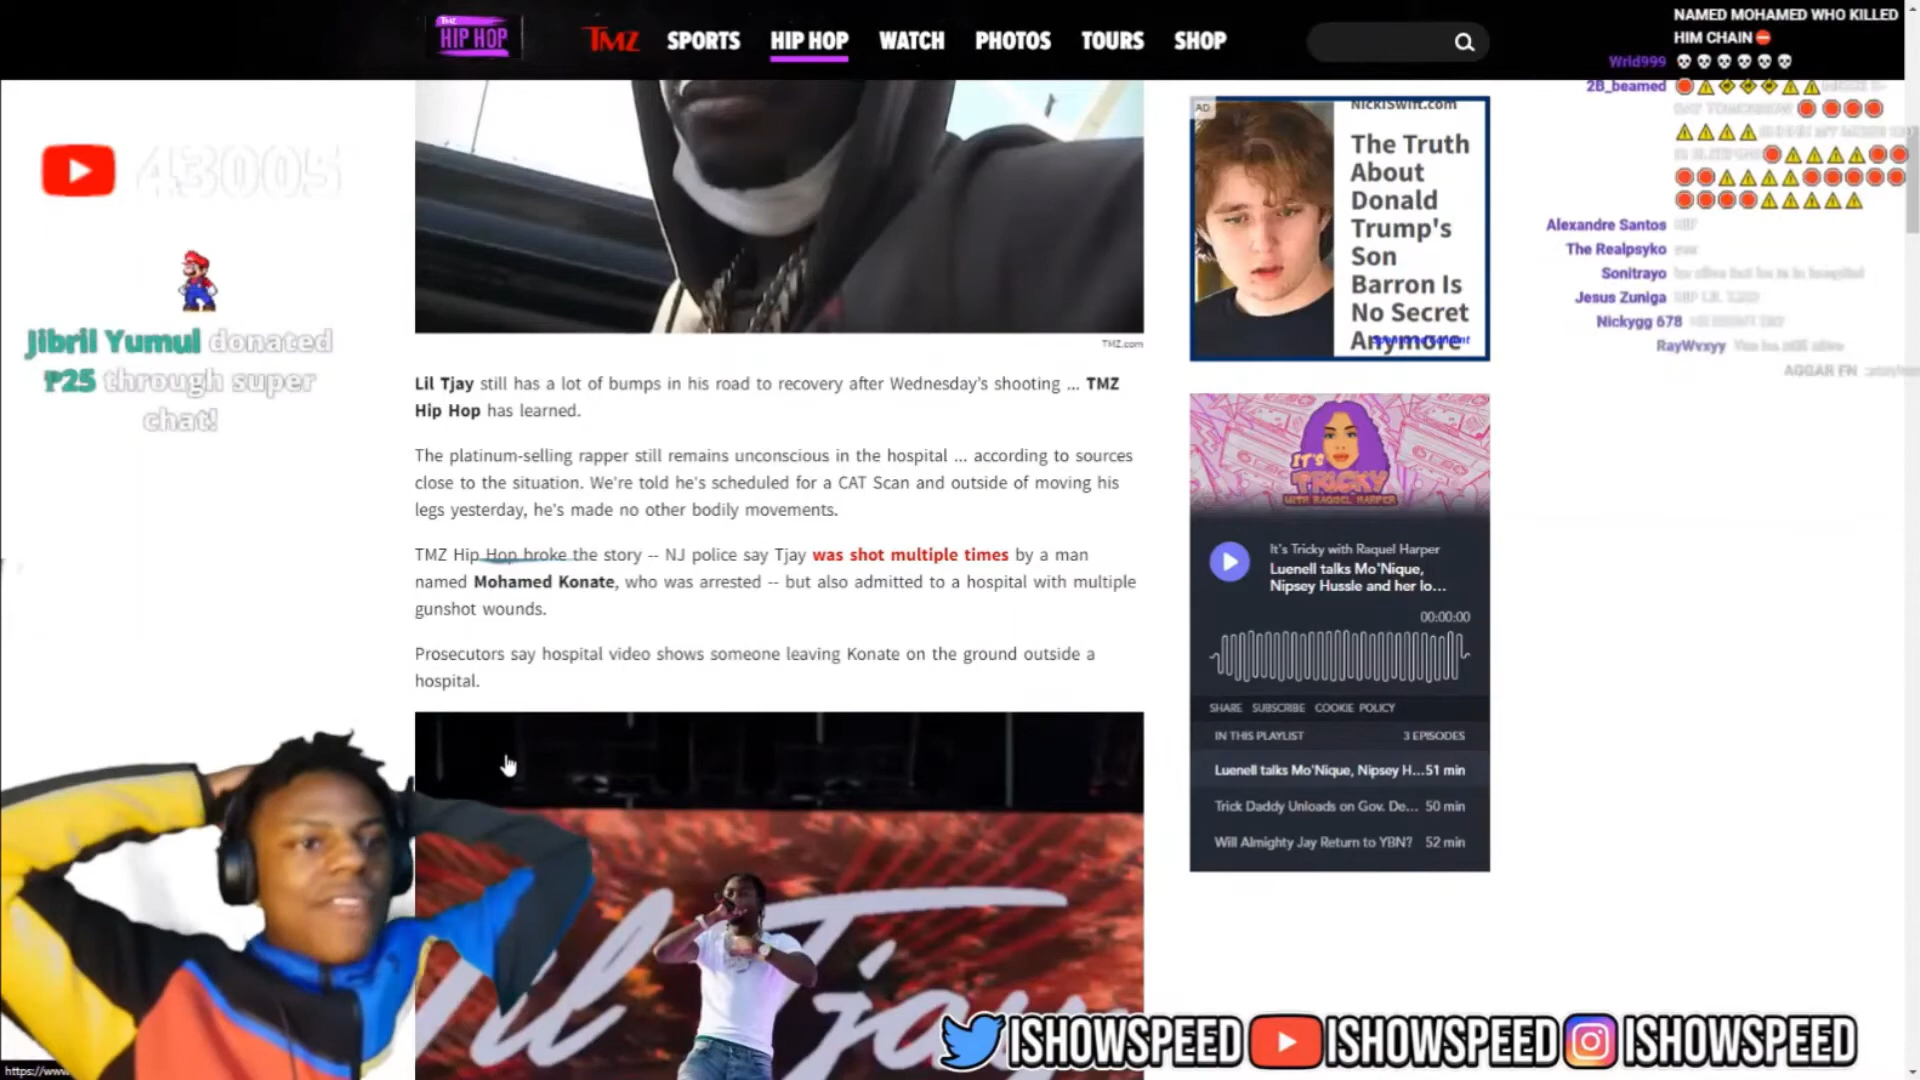 TMZ
HIP HOP
TMZ SPORTS HIP HOP WATCH PHOTOS TOURS SHOP
NAMED MOHAMED WHO KILLED
HIM CHAIN
Wrld999
2B_beamed
Alexandre Santos
The Realpsyko
Sonitrayo
Jesus Zuniga
Nickygg 678
RayWvxyy
AGGAR FN
43005
Jibril Yumul donated
₱25 through super
chat!
AD
NickiSwift.com
The Truth
About
Donald
Trump's
Son
Barron Is
No Secret
Anymore
TMZ.com
Lil Tjay still has a lot of bumps in his road to recovery after Wednesday's shooting ... TMZ
Hip Hop has learned.
The platinum-selling rapper still remains unconscious in the hospital ... according to sources
close to the situation. We're told he's scheduled for a CAT Scan and outside of moving his
legs yesterday, he's made no other bodily movements.
TMZ Hip Hop broke the story -- NJ police say Tjay was shot multiple times by a man
named Mohamed Konate, who was arrested -- but also admitted to a hospital with multiple
gunshot wounds.
Prosecutors say hospital video shows someone leaving Konate on the ground outside a
hospital.
IT'S
TRICKY
WITH RAQUEL HARPER
It's Tricky with Raquel Harper
Luenell talks Mo'Nique,
Nipsey Hussle and her lo...
00:00:00
SHARE SUBSCRIBE COOKIE POLICY
IN THIS PLAYLIST 3 EPISODES
Luenell talks Mo'Nique, Nipsey H...51 min
Trick Daddy Unloads on Gov. De... 50 min
Will Almighty Jay Return to YBN? 52 min
Lil Tjay
ISHOWSPEED ISHOWSPEED ISHOWSPEED
https://www.